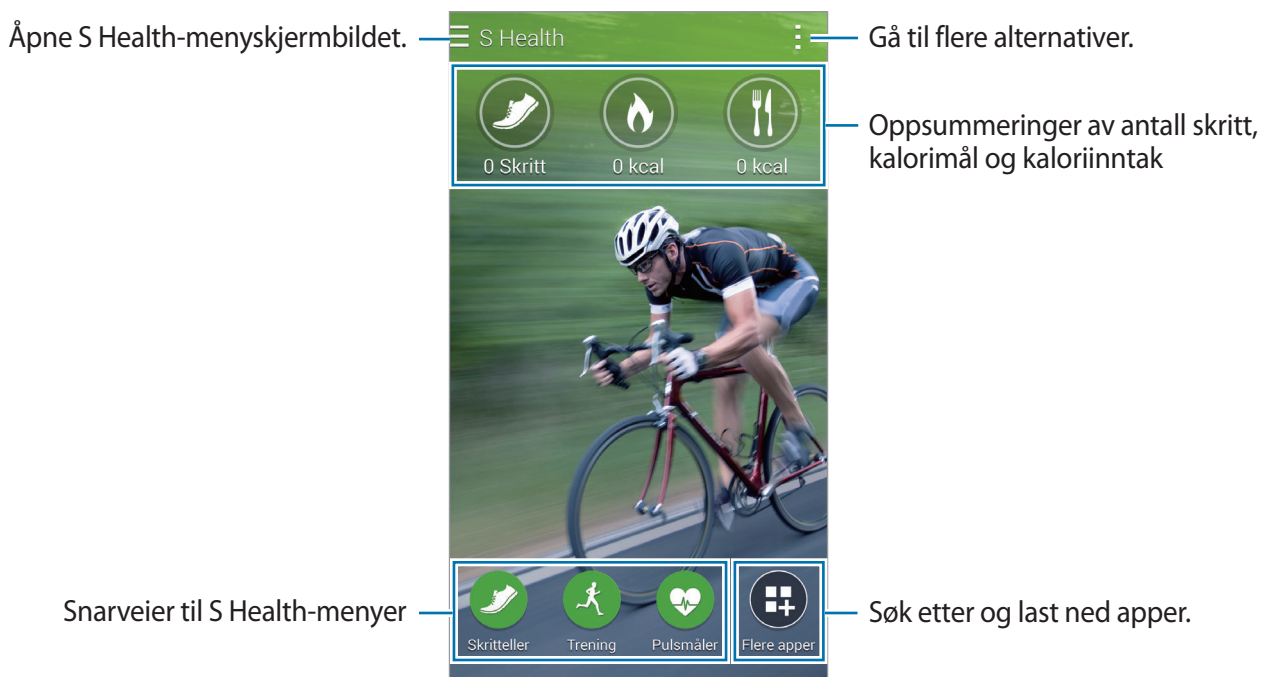 Åpne S Health-menyskjermbildet.
S Health
Gå til flere alternativer.
0 Skritt
0 kcal
0 kcal
Oppsummeringer av antall skritt,
kalorimål og kaloriinntak
Snarveier til S Health-menyer
Skritteller
Trening
Pulsmåler
Flere apper
Søk etter og last ned apper.